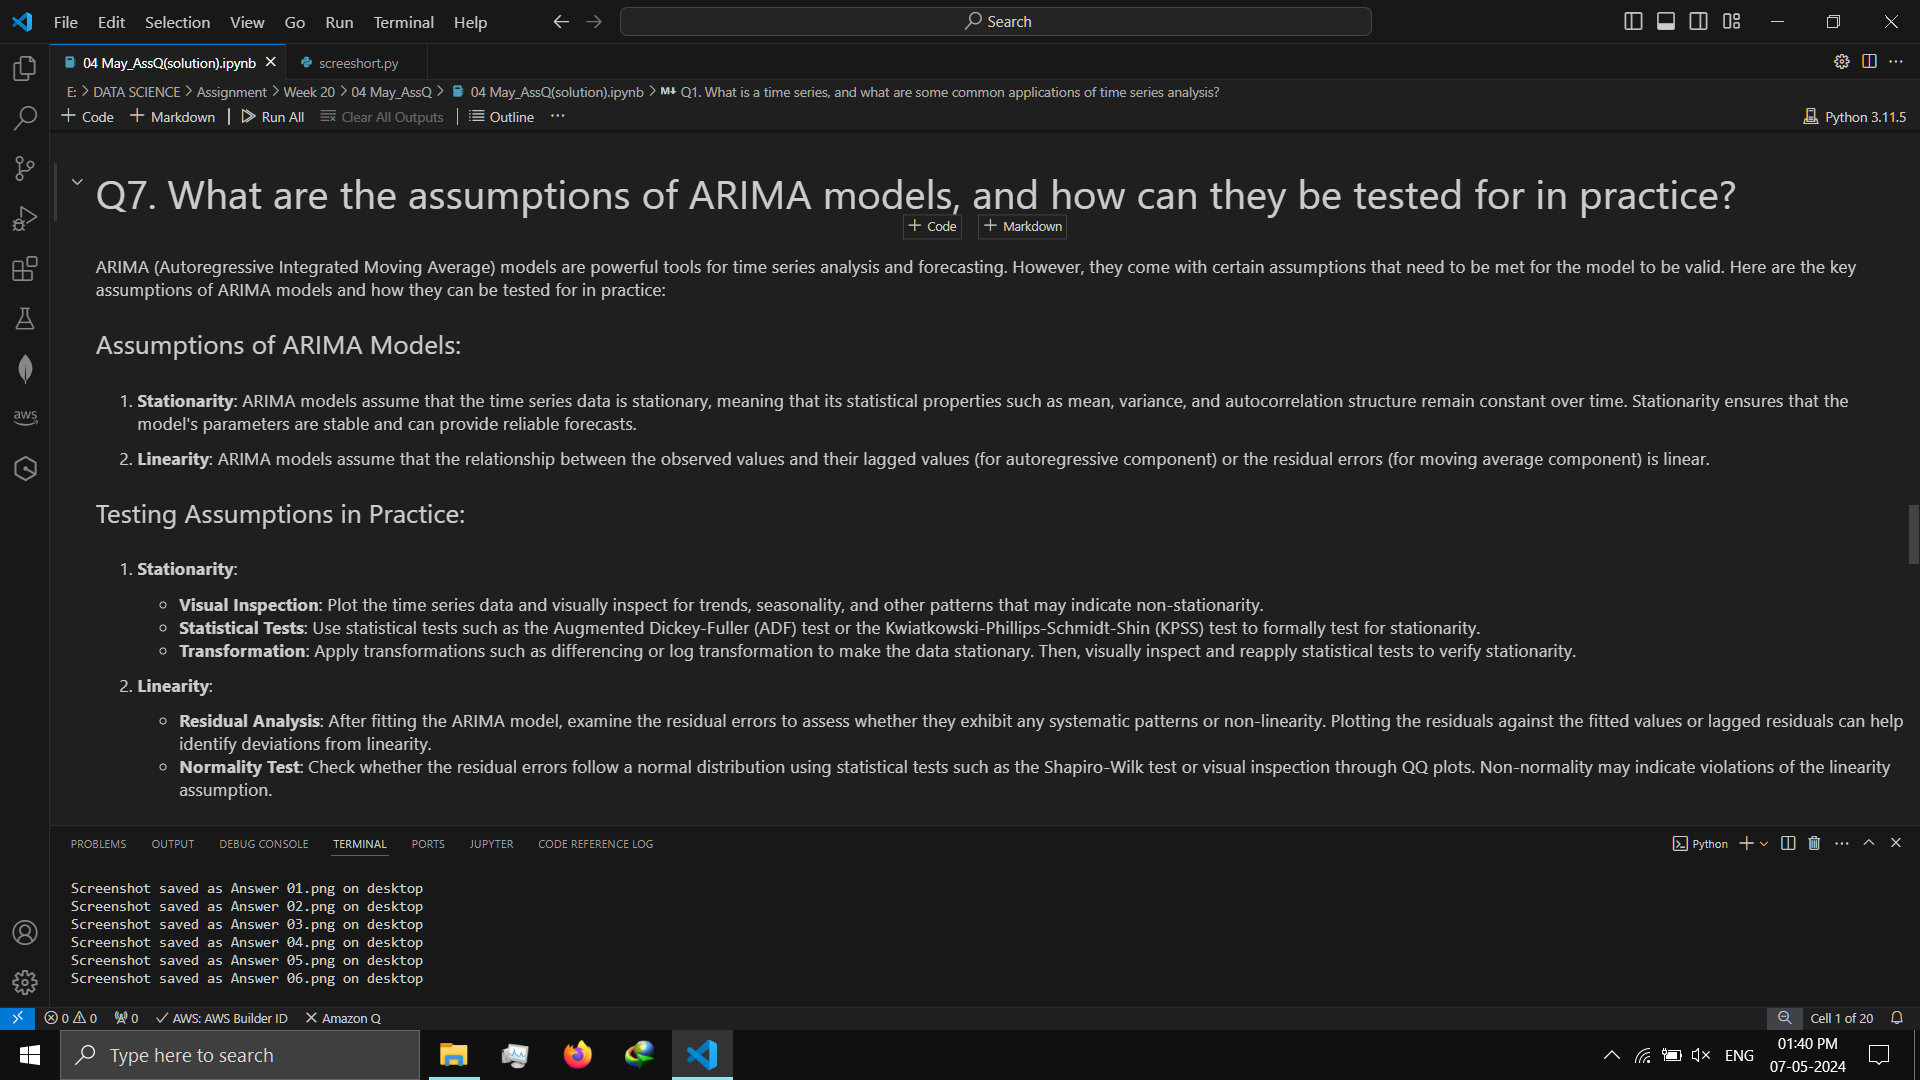 File Edit Selection View Go Run Terminal Help
Search
04 May_AssQ(solution).ipynb
screeshort.py
E: > DATA SCIENCE > Assignment > Week 20 > 04 May_AssQ > 04 May_AssQ(solution).ipynb > M↓ Q1. What is a time series, and what are some common applications of time series analysis?
+ Code + Markdown | Run All Clear All Outputs | Outline ...
Python 3.11.5
Q7. What are the assumptions of ARIMA models, and how can they be tested for in practice?
+ Code + Markdown
ARIMA (Autoregressive Integrated Moving Average) models are powerful tools for time series analysis and forecasting. However, they come with certain assumptions that need to be met for the model to be valid. Here are the key
assumptions of ARIMA models and how they can be tested for in practice:
Assumptions of ARIMA Models:
1. Stationarity: ARIMA models assume that the time series data is stationary, meaning that its statistical properties such as mean, variance, and autocorrelation structure remain constant over time. Stationarity ensures that the
model's parameters are stable and can provide reliable forecasts.
2. Linearity: ARIMA models assume that the relationship between the observed values and their lagged values (for autoregressive component) or the residual errors (for moving average component) is linear.
Testing Assumptions in Practice:
1. Stationarity:
Visual Inspection: Plot the time series data and visually inspect for trends, seasonality, and other patterns that may indicate non-stationarity.
Statistical Tests: Use statistical tests such as the Augmented Dickey-Fuller (ADF) test or the Kwiatkowski-Phillips-Schmidt-Shin (KPSS) test to formally test for stationarity.
Transformation: Apply transformations such as differencing or log transformation to make the data stationary. Then, visually inspect and reapply statistical tests to verify stationarity.
2. Linearity:
Residual Analysis: After fitting the ARIMA model, examine the residual errors to assess whether they exhibit any systematic patterns or non-linearity. Plotting the residuals against the fitted values or lagged residuals can help
identify deviations from linearity.
Normality Test: Check whether the residual errors follow a normal distribution using statistical tests such as the Shapiro-Wilk test or visual inspection through QQ plots. Non-normality may indicate violations of the linearity
assumption.
aws
PROBLEMS OUTPUT DEBUG CONSOLE TERMINAL PORTS JUPYTER CODE REFERENCE LOG
Python
Screenshot saved as Answer 01.png on desktop
Screenshot saved as Answer 02.png on desktop
Screenshot saved as Answer 03.png on desktop
Screenshot saved as Answer 04.png on desktop
Screenshot saved as Answer 05.png on desktop
Screenshot saved as Answer 06.png on desktop
0 0 0 AWS: AWS Builder ID Amazon Q
Cell 1 of 20
Type here to search
ENG
01:40 PM
07-05-2024